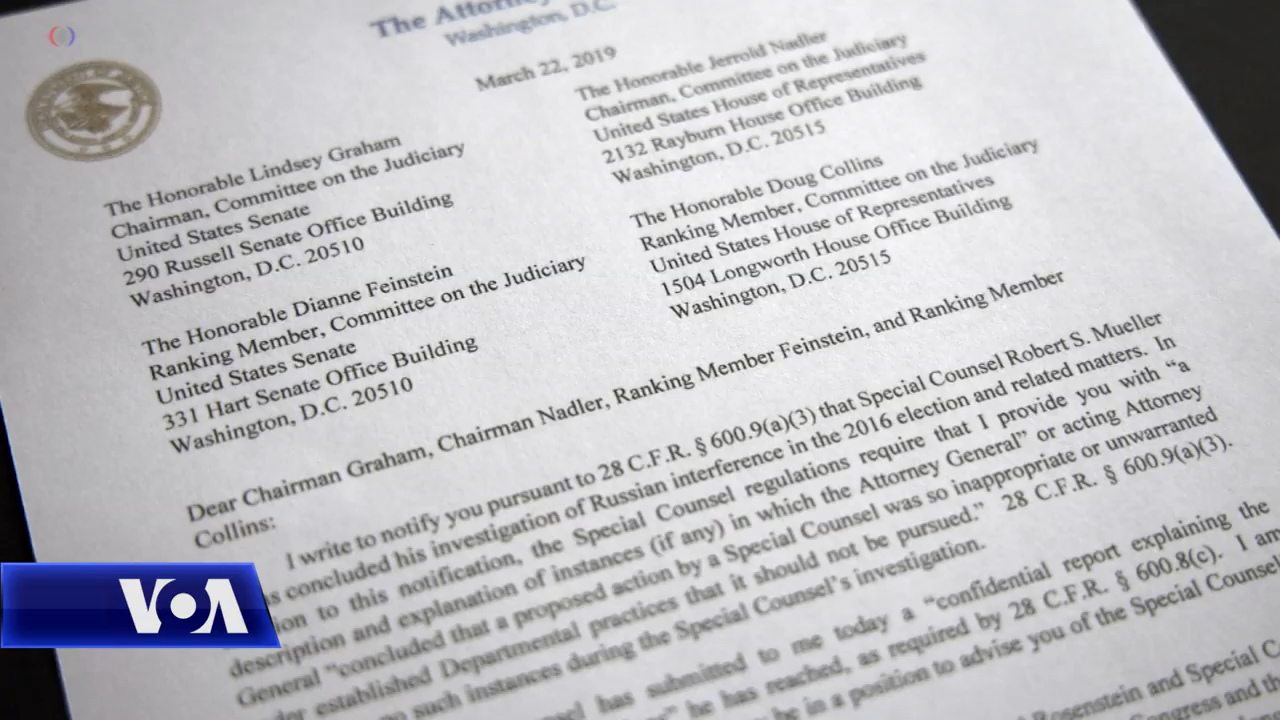 The Attorney
Washington, D.C.
March 22, 2019
The Honorable Lindsey Graham
Chairman, Committee on the Judiciary
United States Senate
290 Russell Senate Office Building
Washington, D.C. 20510
The Honorable Dianne Feinstein
Ranking Member, Committee on the Judiciary
United States Senate
331 Hart Senate Office Building
Washington, D.C. 20510
The Honorable Jerrold Nadler
Chairman, Committee on the Judiciary
United States House of Representatives
2132 Rayburn House Office Building
Washington, D.C. 20515
The Honorable Doug Collins
Ranking Member, Committee on the Judiciary
United States House of Representatives
1504 Longworth House Office Building
Washington, D.C. 20515
Dear Chairman Graham, Chairman Nadler, Ranking Member Feinstein, and Ranking Member
Collins:
I write to notify you pursuant to 28 C.F.R. § 600.9(a)(3) that Special Counsel Robert S. Mueller
concluded his investigation of Russian interference in the 2016 election and related matters. In
to this notification, the Special Counsel regulations require that I provide you with “a
description and explanation of instances (if any) in which the Attorney General” or acting Attorney
General “concluded that a proposed action by a Special Counsel was so inappropriate or unwarranted
established Departmental practices that it should not be pursued.” 28 C.F.R. § 600.9(a)(3).
such instances during the Special Counsel’s investigation.
has submitted to me today a “confidential report explaining the
he has reached, as required by 28 C.F.R. § 600.8(c). I am
be in a position to advise you of the Special Counsel
Rosenstein and Special
Congress and the
VOA